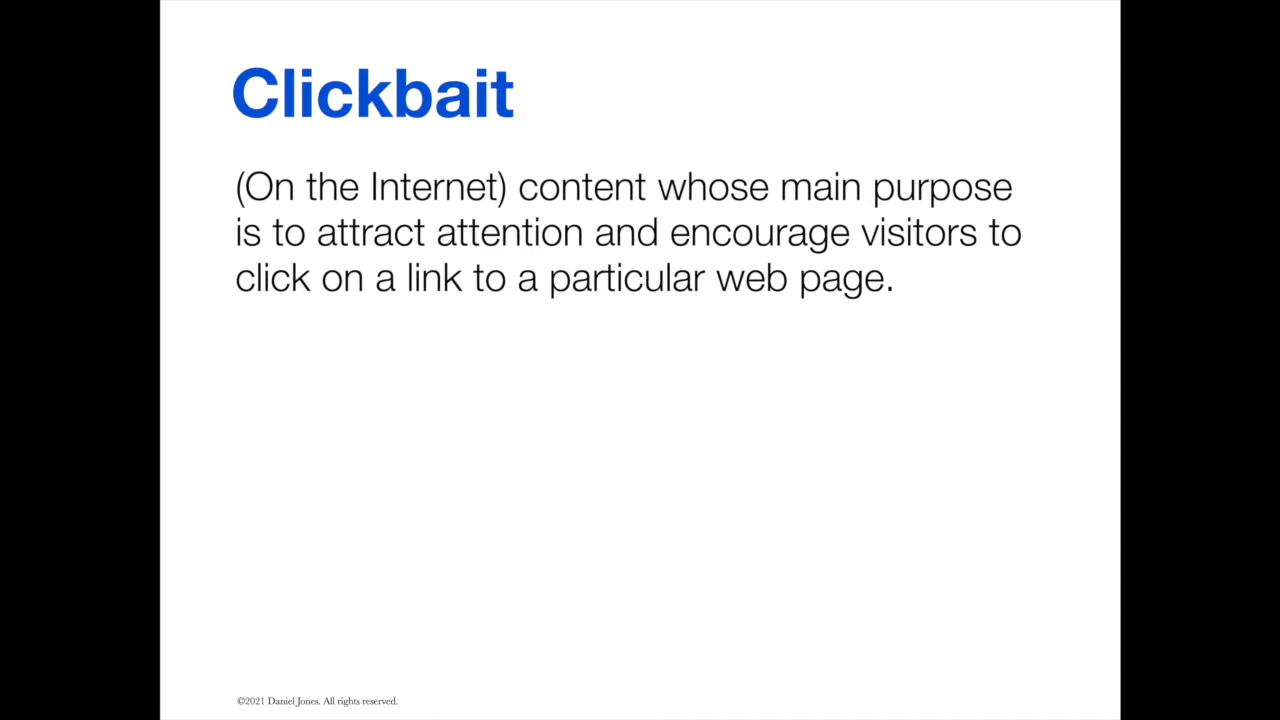 Clickbait
(On the Internet) content whose main purpose
is to attract attention and encourage visitors to
click on a link to a particular web page.
©2021 Daniel Jones. All rights reserved.